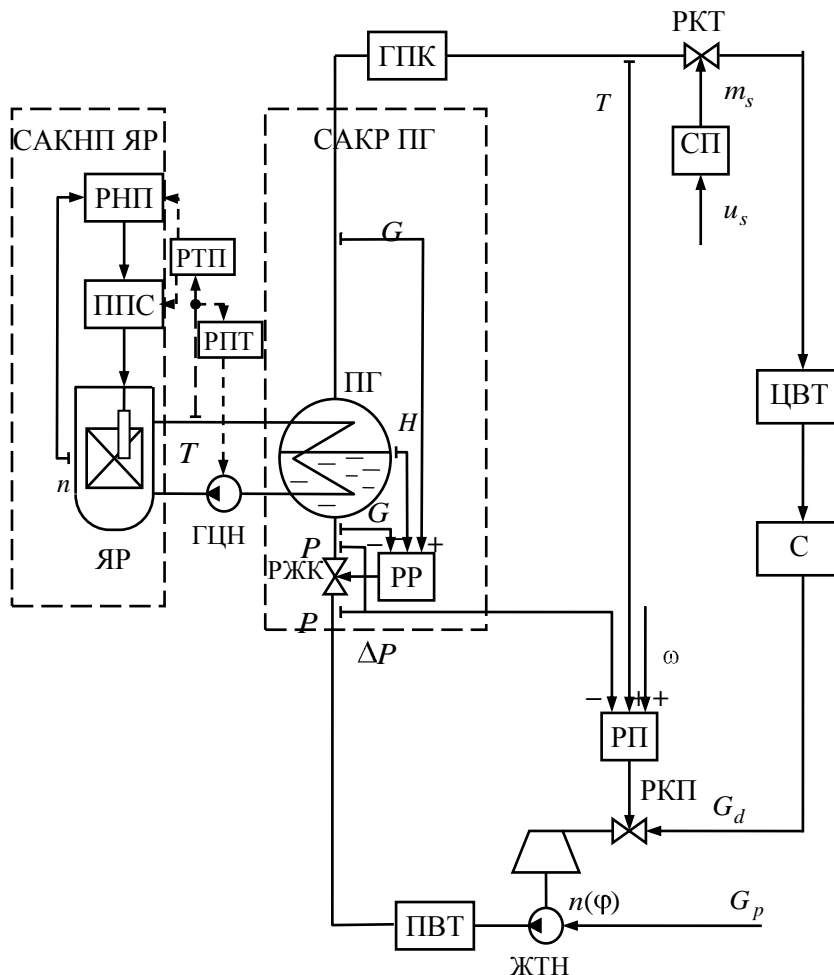 РКТ
ГПК
T
m_s
САКНП ЯР
САКР ПГ
СП
РНП
u_s
G
РТП
ППС
РПТ
ПГ
ЦВТ
H
T
n
G
ГЦН
С
ЯР
P
– – +
РЖК
РР
P
ΔP
ω
– + +
РП
РКП
G_d
n(φ)
G_p
ПВТ
ЖТН